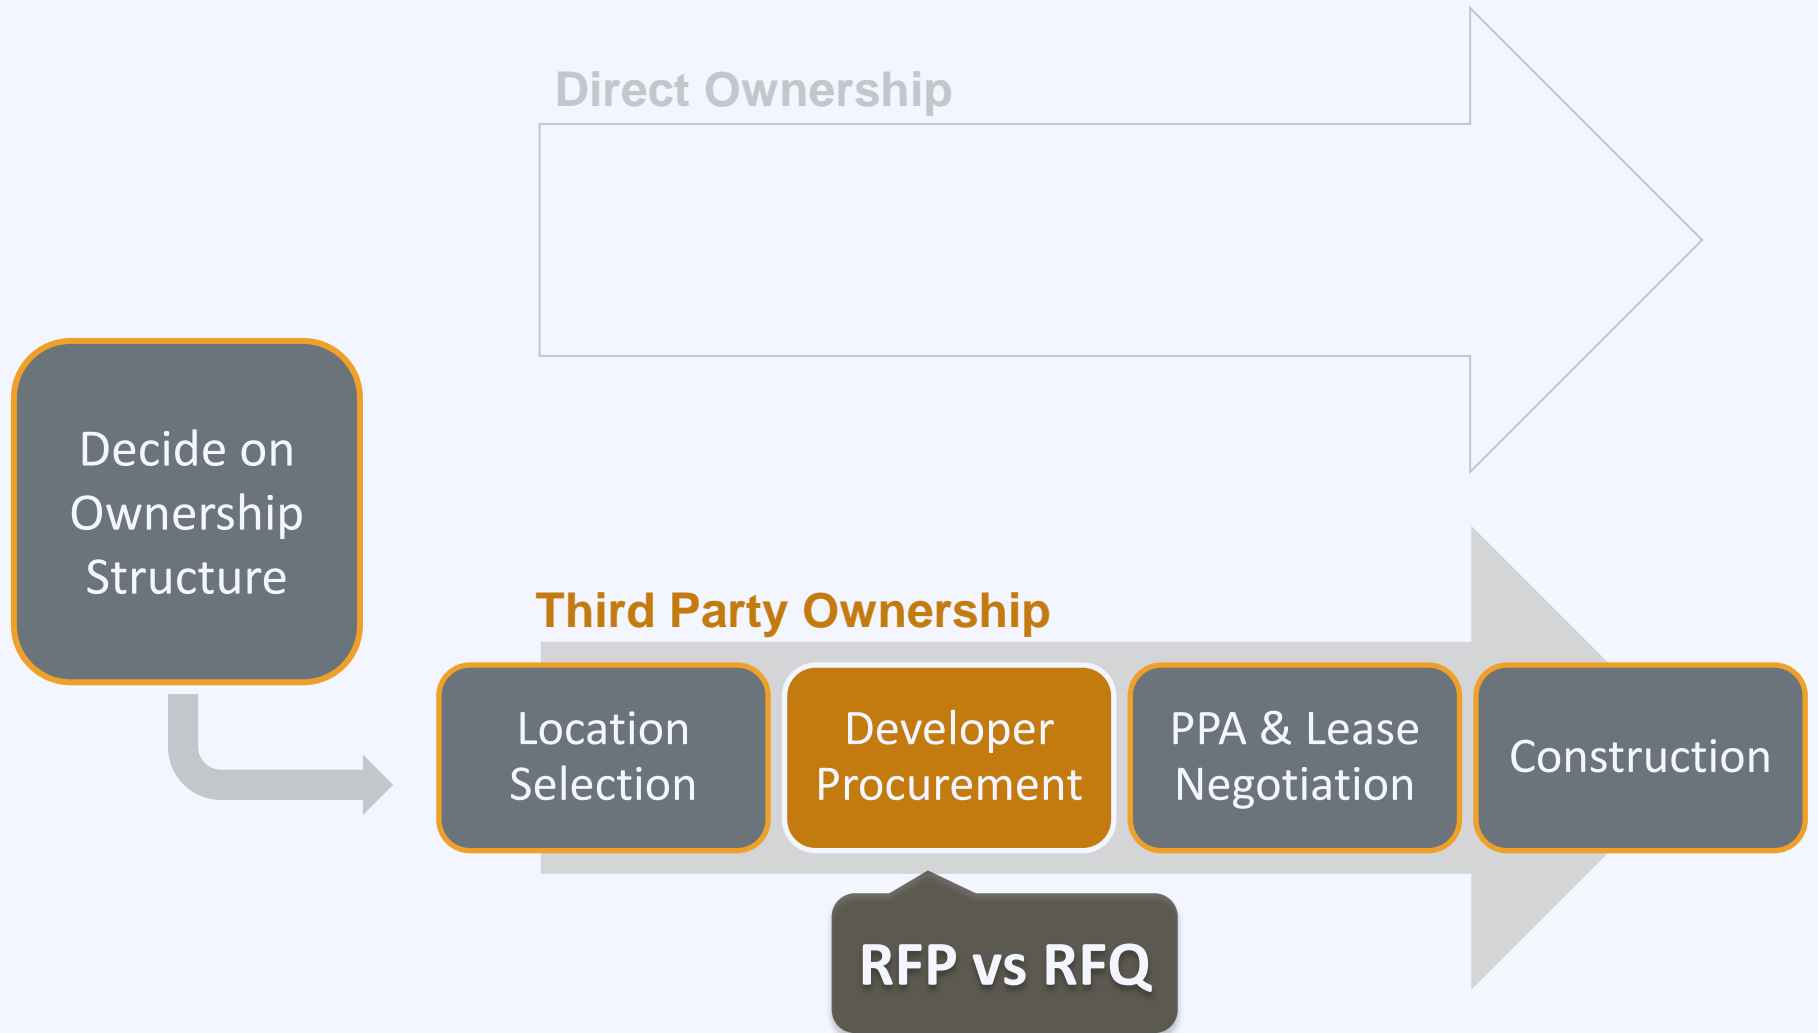 Direct Ownership
Decide on
Ownership
Structure
Third Party Ownership
Location
Selection
Developer
Procurement
PPA & Lease
Negotiation
Construction
RFP vs RFQ